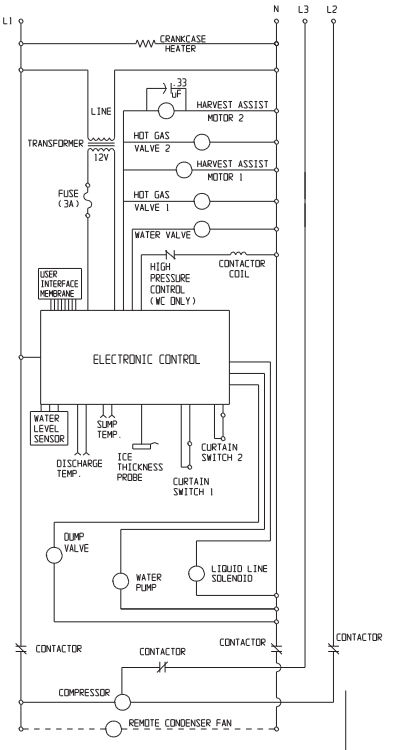 L1
N L3 L2
CRANKCASE
HEATER
.33
uF
LINE
HARVEST ASSIST
MOTOR 2
TRANSFORMER
HOT GAS
VALVE 2
12V
HARVEST ASSIST
MOTOR 1
FUSE
(3A)
HOT GAS
VALVE 1
WATER VALVE
USER
INTERFACE
MEMBRANE
HIGH
PRESSURE
CONTROL
(WC ONLY)
CONTACTOR
COIL
ELECTRONIC CONTROL
WATER
LEVEL
SENSOR
SUMP
TEMP.
DISCHARGE
TEMP.
ICE
THICKNESS
PROBE
CURTAIN
SWITCH 2
CURTAIN
SWITCH 1
DUMP
VALVE
WATER
PUMP
LIQUID LINE
SOLENOID
CONTACTOR
CONTACTOR
CONTACTOR
CONTACTOR
COMPRESSOR
REMOTE CONDENSER FAN